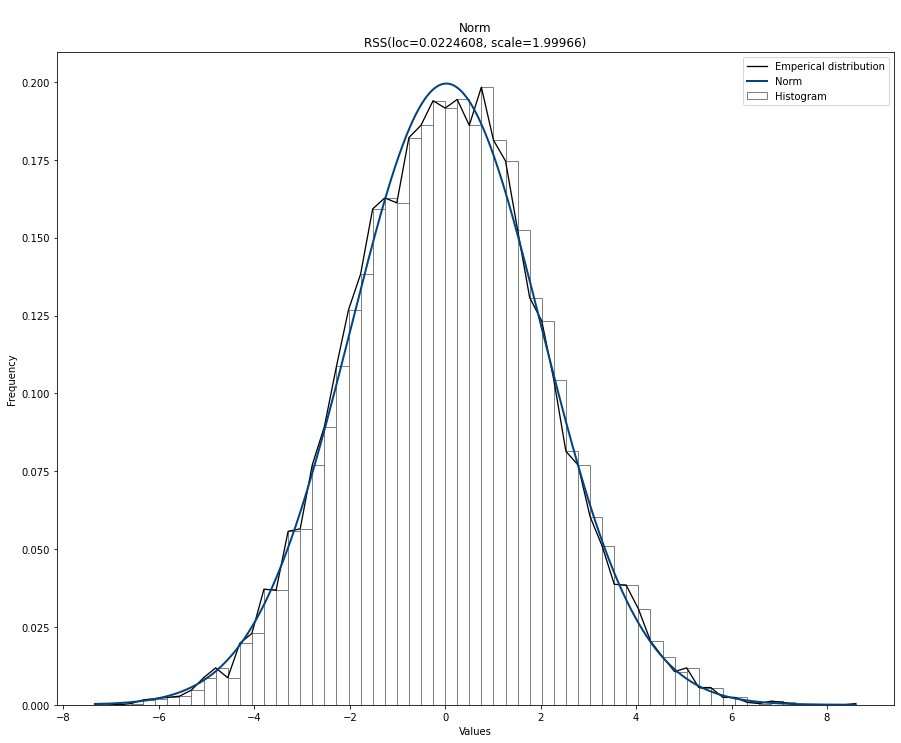 Norm
RSS(loc=0.0224608, scale=1.99966)
Emperical distribution
Norm
Histogram
0.200
0.175
0.150
0.125
0.100
0.075
0.050
0.025
0.000
Frequency
−8 −6 −4 −2 0 2 4 6 8
Values